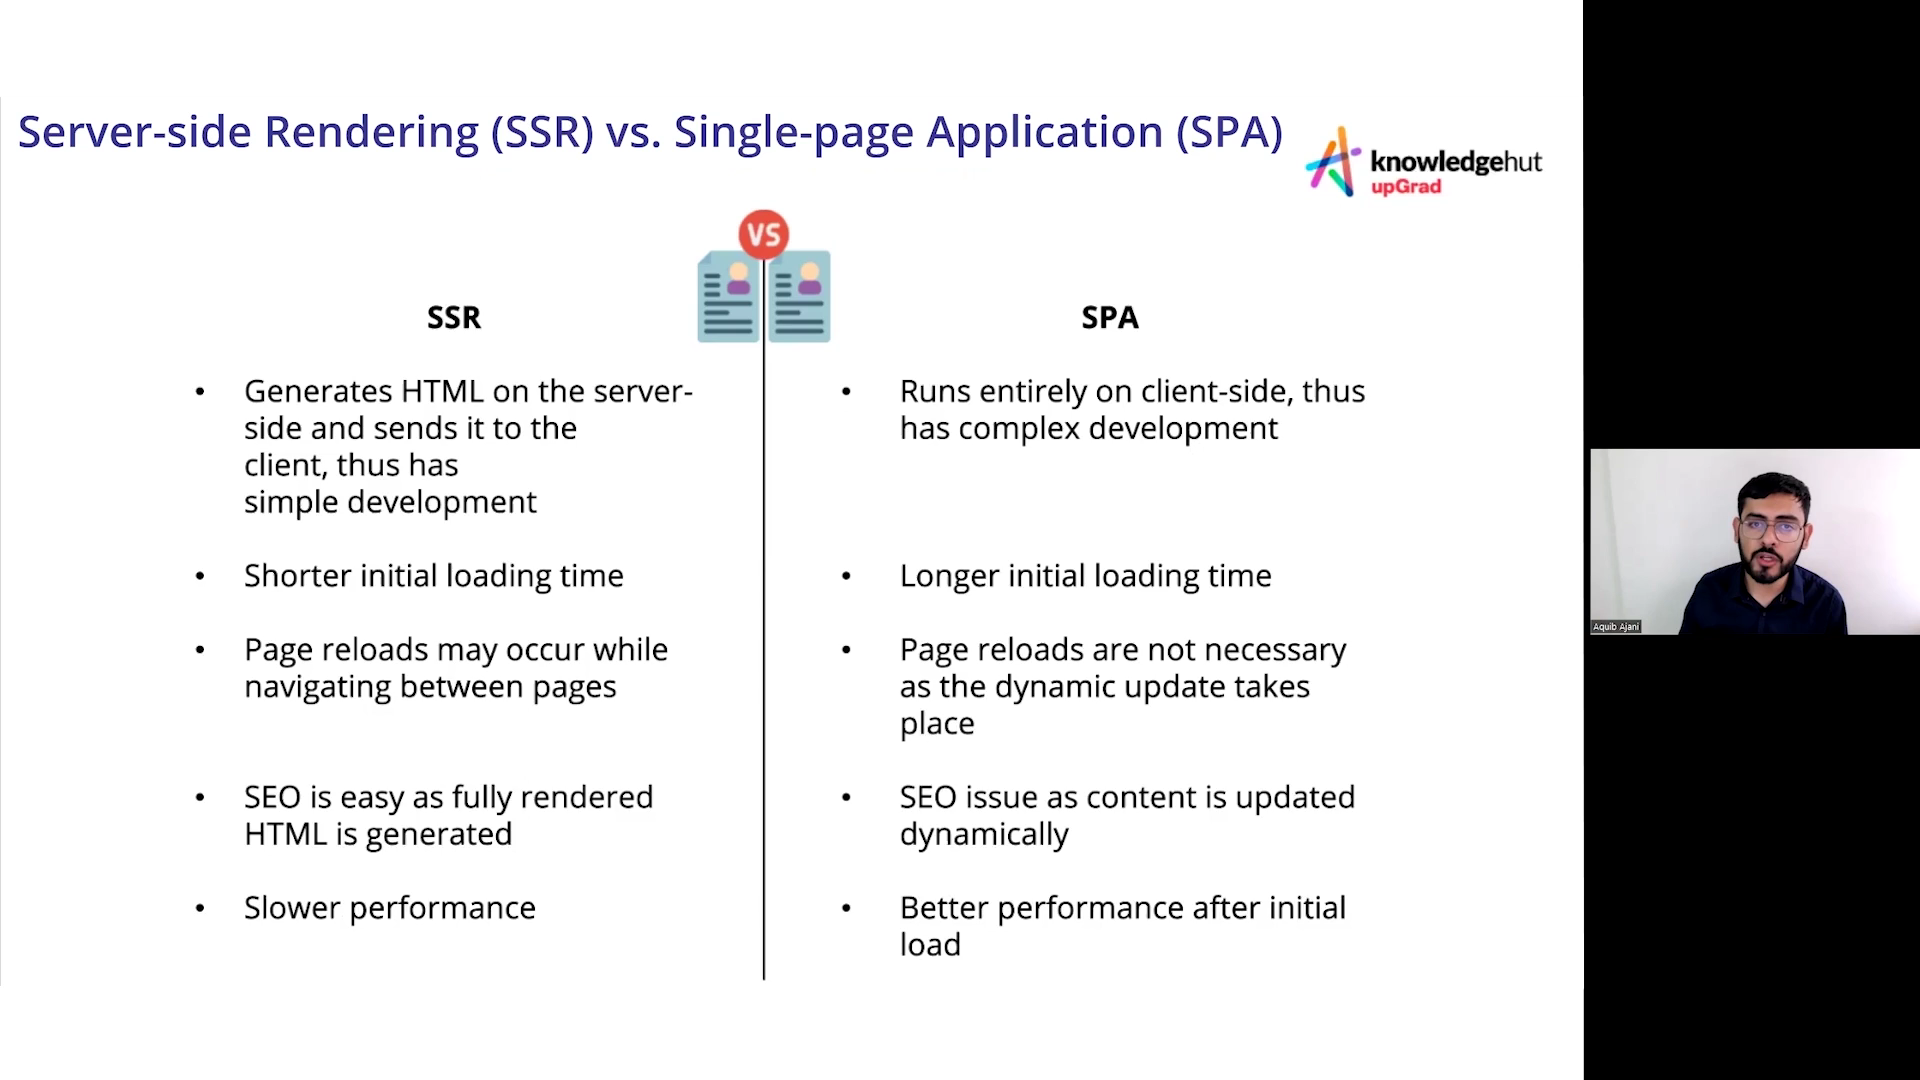 Server-side Rendering (SSR) vs. Single-page Application (SPA)
knowledgehut
upGrad
VS
SSR
• Generates HTML on the server-
side and sends it to the
client, thus has
simple development
• Shorter initial loading time
• Page reloads may occur while
navigating between pages
• SEO is easy as fully rendered
HTML is generated
• Slower performance
SPA
• Runs entirely on client-side, thus
has complex development
• Longer initial loading time
• Page reloads are not necessary
as the dynamic update takes
place
• SEO issue as content is updated
dynamically
• Better performance after initial
load
Aquib Ajani